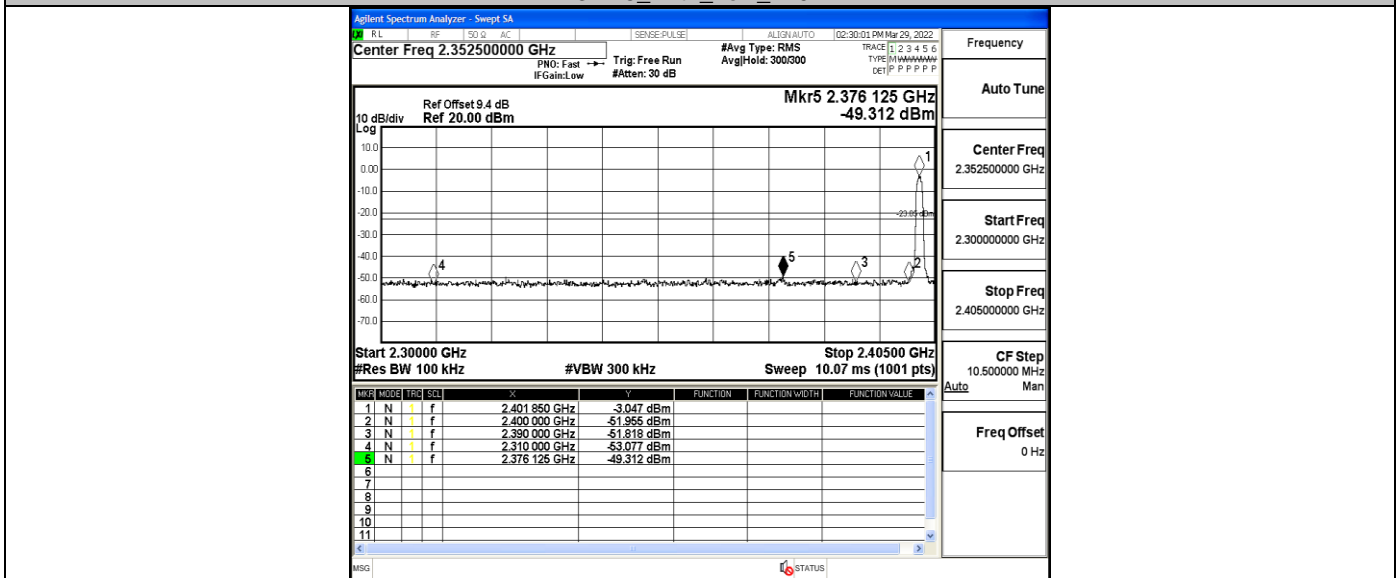 Agilent Spectrum Analyzer - Swept SA
LXI RL RF 50 Ω AC SENSE:PULSE ALIGN AUTO 02:30:01 PM Mar 29, 2022
Center Freq 2.352500000 GHz
PNO: Fast
IFGain:Low
Trig: Free Run
#Atten: 30 dB
#Avg Type: RMS
Avg|Hold: 300/300
TRACE 1 2 3 4 5 6
TYPE M
DET P P P P P P
Mkr5 2.376 125 GHz
-49.312 dBm
Ref Offset 9.4 dB
10 dB/div Ref 20.00 dBm
Log
10.0
0.00
-10.0
-20.0
-30.0
-40.0
-50.0
-60.0
-70.0
1
-23.05 dBm
4
5
3
2
Start 2.30000 GHz Stop 2.40500 GHz
#Res BW 100 kHz #VBW 300 kHz Sweep 10.07 ms (1001 pts)
MKR MODE TRC SCL X Y FUNCTION FUNCTION WIDTH FUNCTION VALUE
1 N 1 f 2.401 850 GHz -3.047 dBm
2 N 1 f 2.400 000 GHz -51.955 dBm
3 N 1 f 2.390 000 GHz -51.818 dBm
4 N 1 f 2.310 000 GHz -53.077 dBm
5 N 1 f 2.376 125 GHz -49.312 dBm
6
7
8
9
10
11
MSG STATUS
Frequency
Auto Tune
Center Freq
2.352500000 GHz
Start Freq
2.300000000 GHz
Stop Freq
2.405000000 GHz
CF Step
10.500000 MHz
Auto Man
Freq Offset
0 Hz